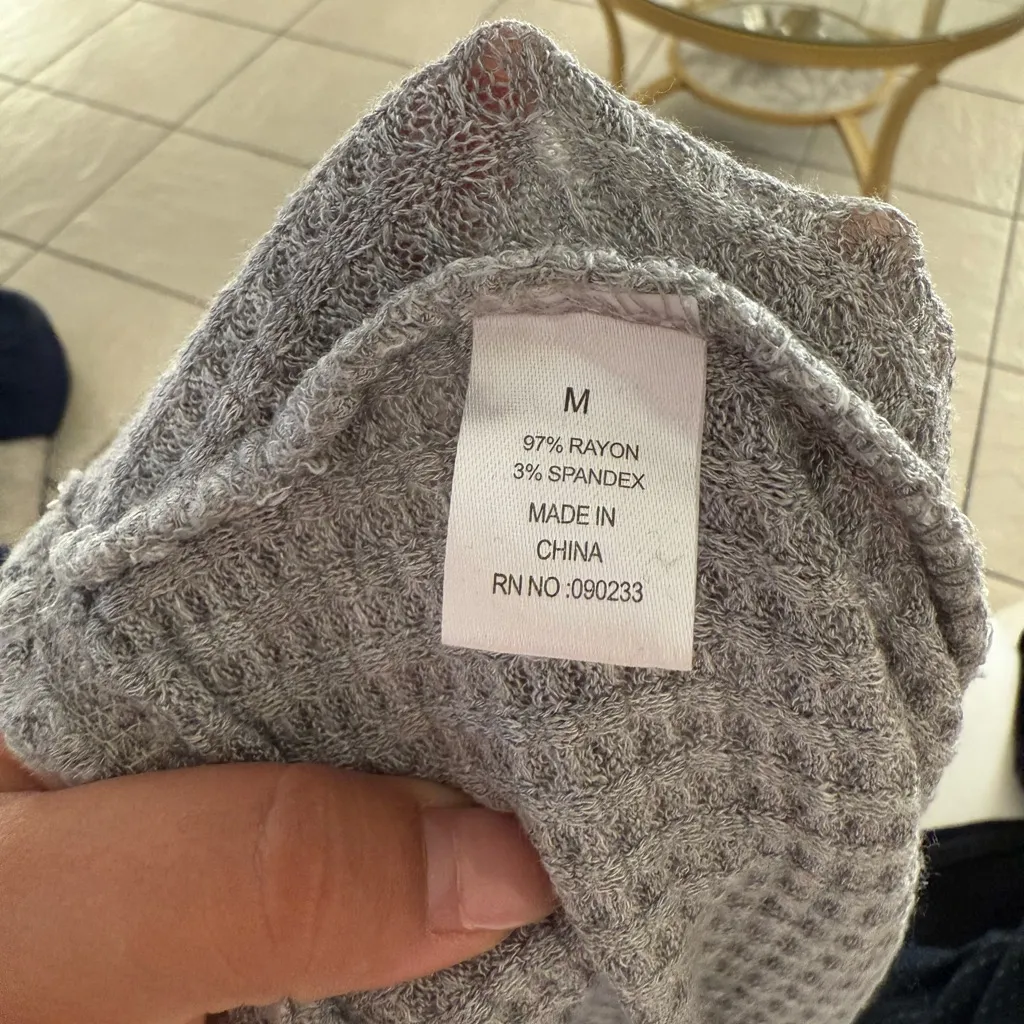 M
97% RAYON
3% SPANDEX
MADE IN
CHINA
RN NO :090233